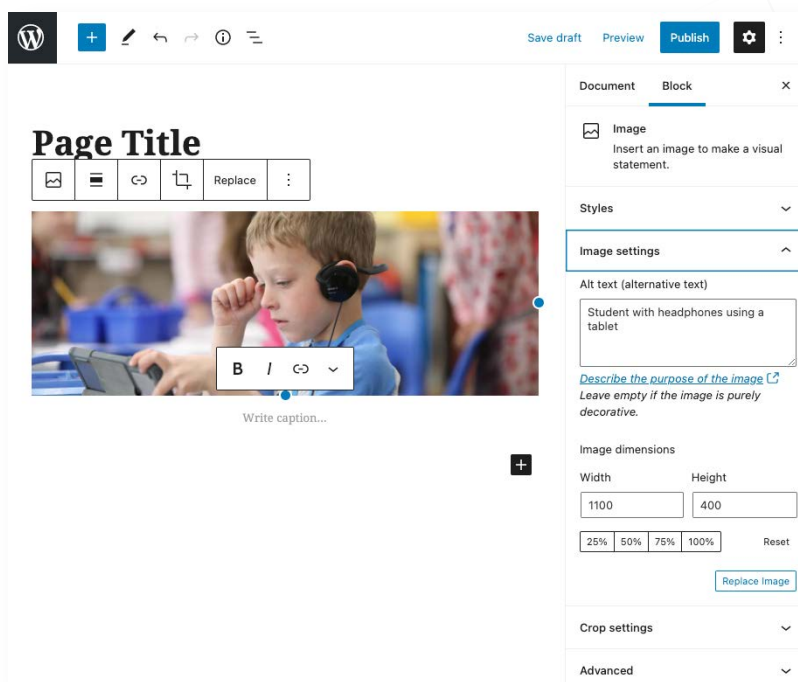 Save draft Preview Publish
Document Block
Page Title
Image
Insert an image to make a visual
statement.
Replace
Styles
Image settings
Alt text (alternative text)
Student with headphones using a
tablet
B I
Describe the purpose of the image
Leave empty if the image is purely
decorative.
Write caption...
Image dimensions
Width Height
1100 400
25% 50% 75% 100% Reset
Replace Image
Crop settings
Advanced